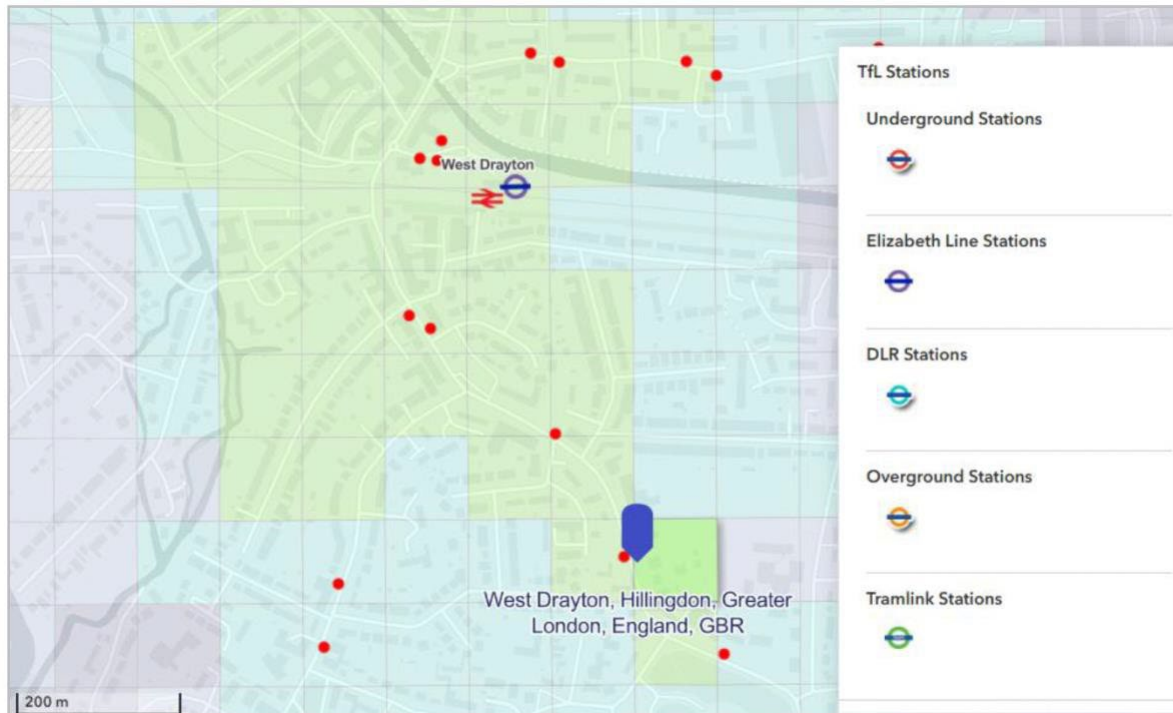 West Drayton
West Drayton, Hillingdon, Greater
London, England, GBR
200 m
TfL Stations
Underground Stations
Elizabeth Line Stations
DLR Stations
Overground Stations
Tramlink Stations